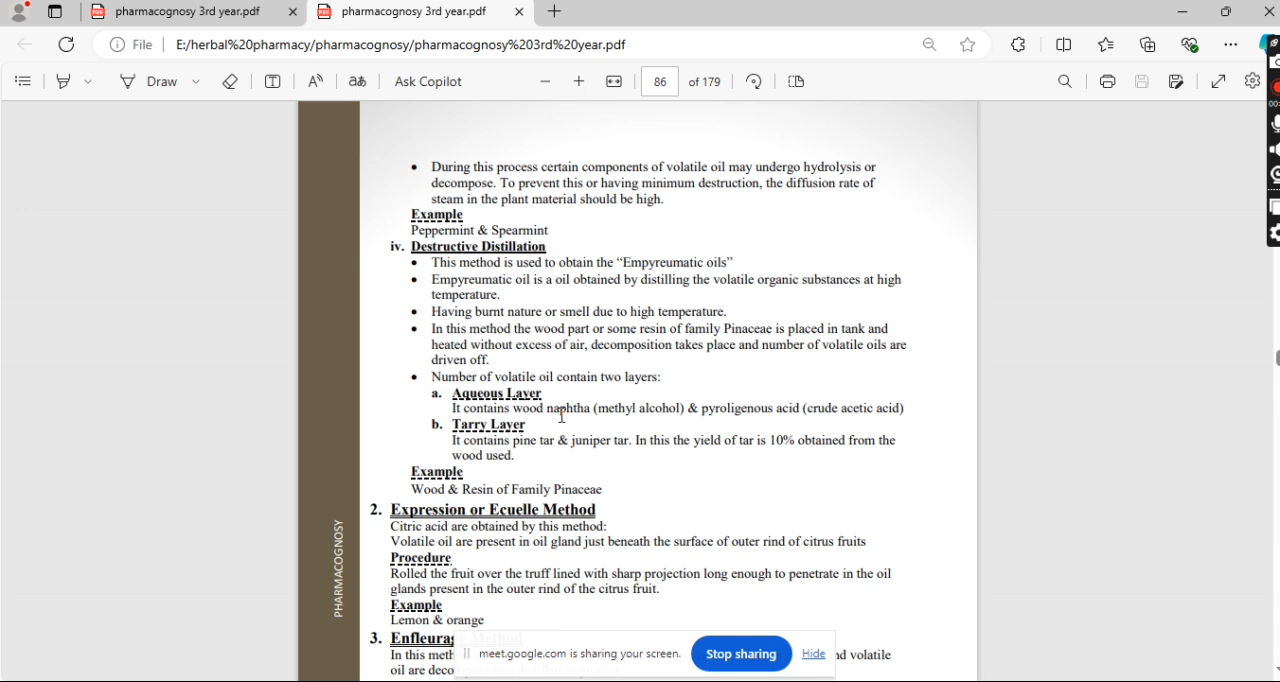 pharmacognosy 3rd year.pdf
pharmacognosy 3rd year.pdf
File E:/herbal%20pharmacy/pharmacognosy/pharmacognosy%203rd%20year.pdf
Draw
Ask Copilot
86 of 179
• During this process certain components of volatile oil may undergo hydrolysis or
decompose. To prevent this or having minimum destruction, the diffusion rate of
steam in the plant material should be high.
Example
Peppermint & Spearmint
iv. Destructive Distillation
• This method is used to obtain the “Empyreumatic oils”
• Empyreumatic oil is a oil obtained by distilling the volatile organic substances at high
temperature.
• Having burnt nature or smell due to high temperature.
• In this method the wood part or some resin of family Pinaceae is placed in tank and
heated without excess of air, decomposition takes place and number of volatile oils are
driven off.
• Number of volatile oil contain two layers:
a. Aqueous Layer
It contains wood naphtha (methyl alcohol) & pyroligenous acid (crude acetic acid)
b. Tarry Layer
It contains pine tar & juniper tar. In this the yield of tar is 10% obtained from the
wood used.
Example
Wood & Resin of Family Pinaceae
2. Expression or Ecuelle Method
Citric acid are obtained by this method:
Volatile oil are present in oil gland just beneath the surface of outer rind of citrus fruits
Procedure
Rolled the fruit over the truff lined with sharp projection long enough to penetrate in the oil
glands present in the outer rind of the citrus fruit.
Example
Lemon & orange
3.
In this
oil are
volatile
PHARMACOGNOSY
meet.google.com is sharing your screen.
Stop sharing
Hide